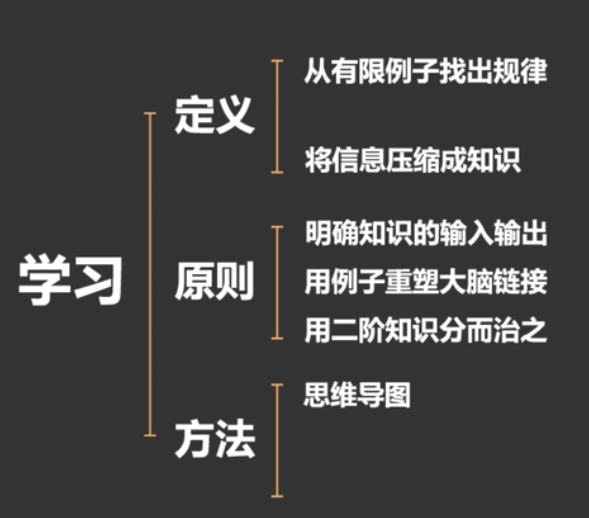 学习
定义
从有限例子找出规律
将信息压缩成知识
原则
明确知识的输入输出
用例子重塑大脑链接
用二阶知识分而治之
方法
思维导图